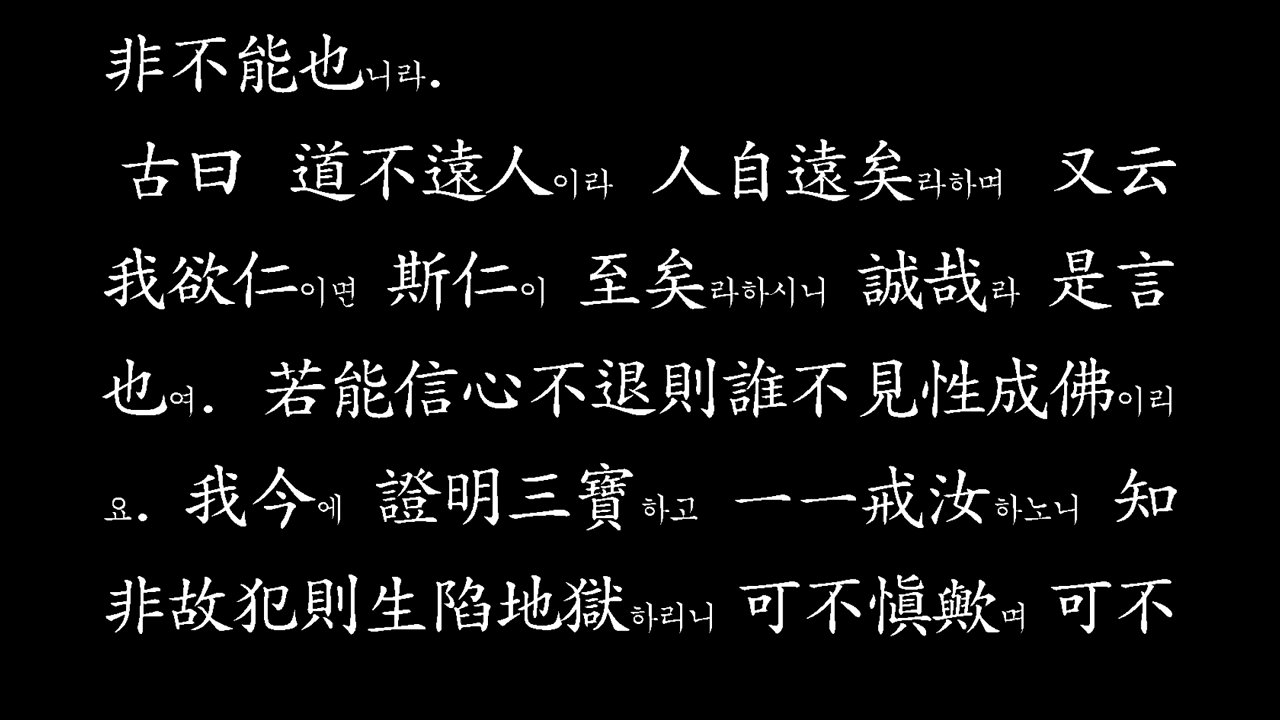 非不能也니라.
古曰 道不遠人이라 人自遠矣라하며 又云
我欲仁이면 斯仁이 至矣라하시니 誠哉라 是言
也여. 若能信心不退則誰不見性成佛이리
요. 我今에 證明三寶하고 一一戒汝하노니 知
非故犯則生陷地獄하리니 可不愼歟며 可不